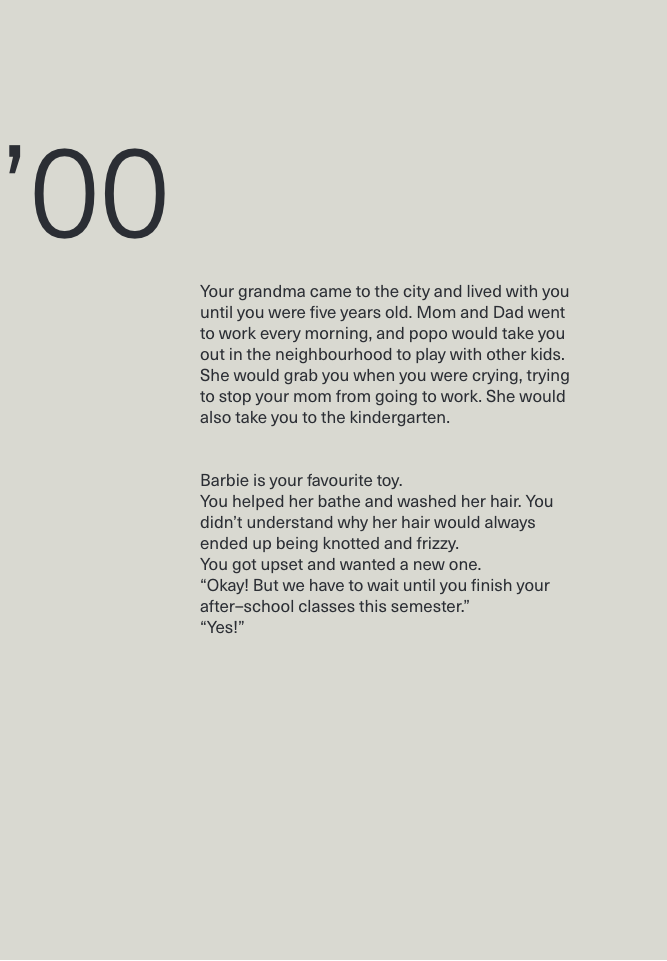 ’00
Your grandma came to the city and lived with you
until you were five years old. Mom and Dad went
to work every morning, and popo would take you
out in the neighbourhood to play with other kids.
She would grab you when you were crying, trying
to stop your mom from going to work. She would
also take you to the kindergarten.
Barbie is your favourite toy.
You helped her bathe and washed her hair. You
didn’t understand why her hair would always
ended up being knotted and frizzy.
You got upset and wanted a new one.
“Okay! But we have to wait until you finish your
after–school classes this semester.”
“Yes!”